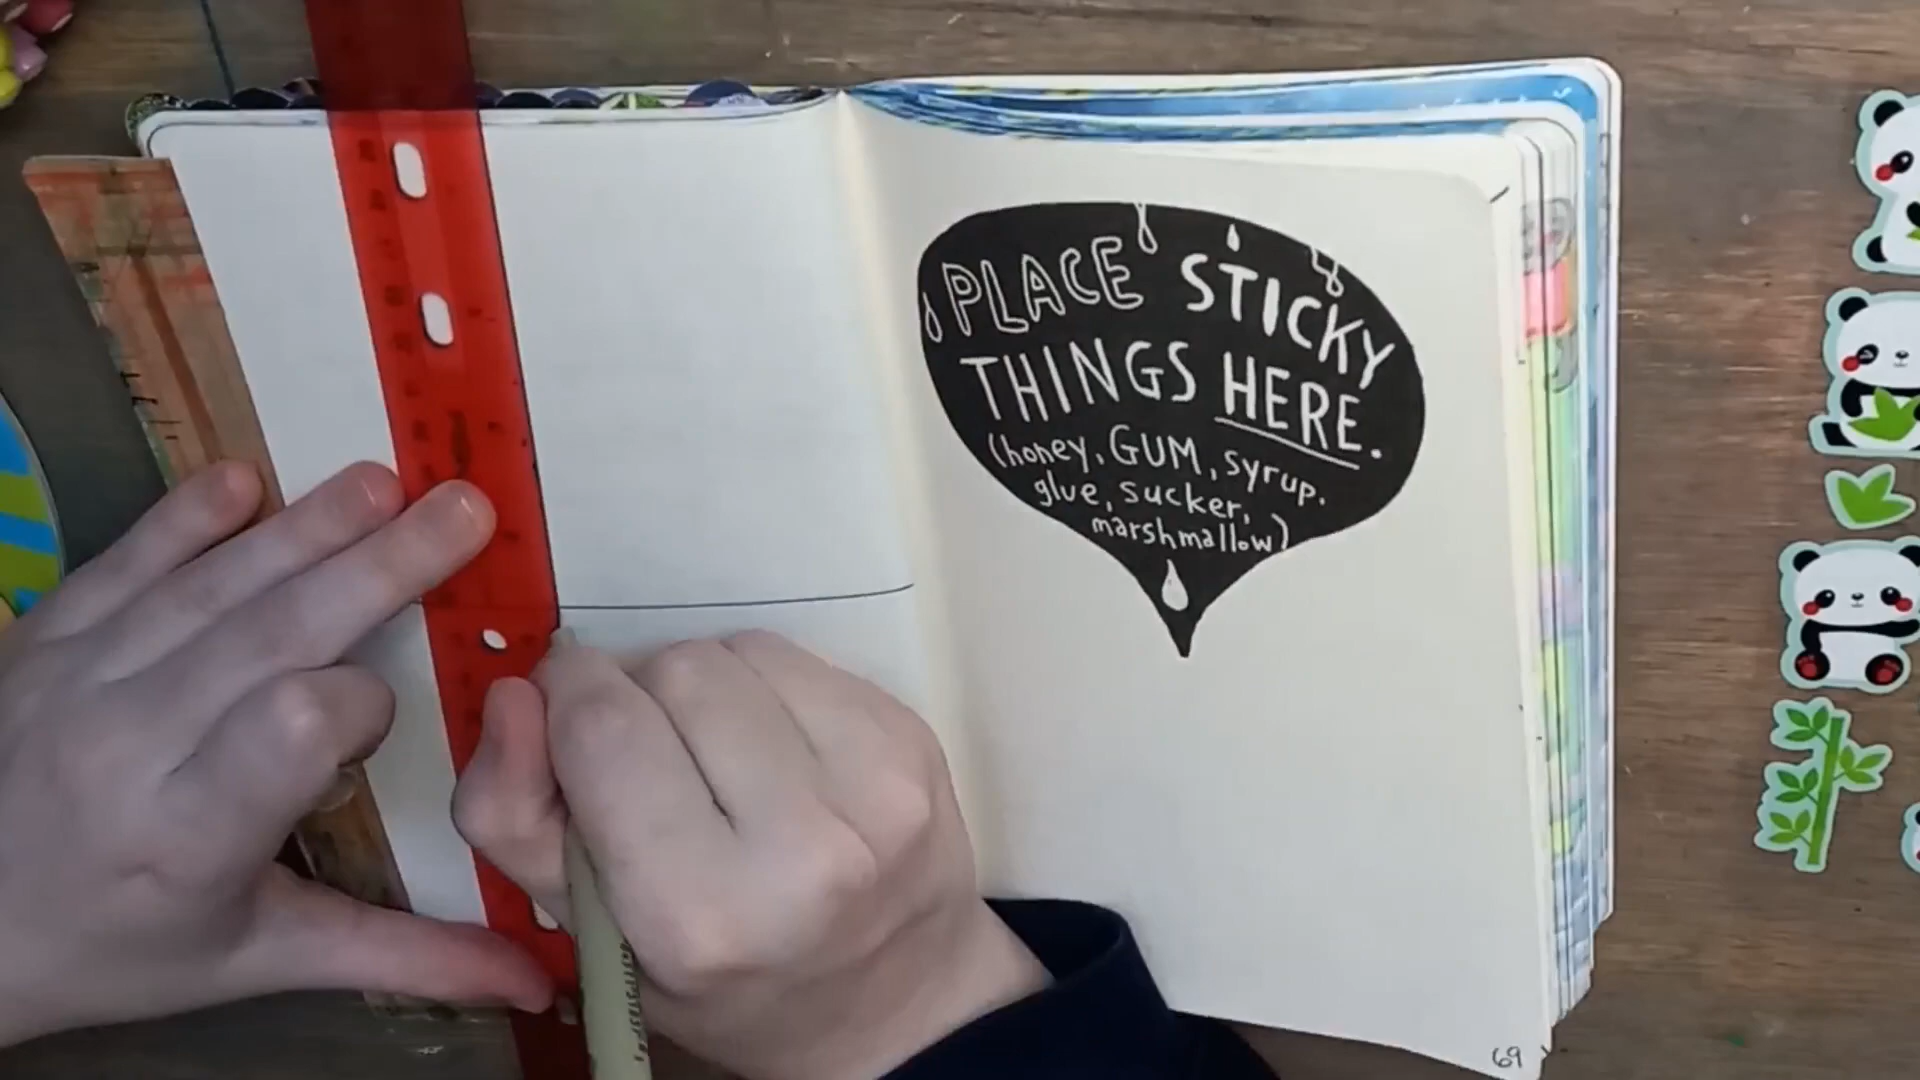 PLACE STICKY
THINGS HERE.
(honey, GUM, syrup.
glue, sucker,
marshmallow)
69